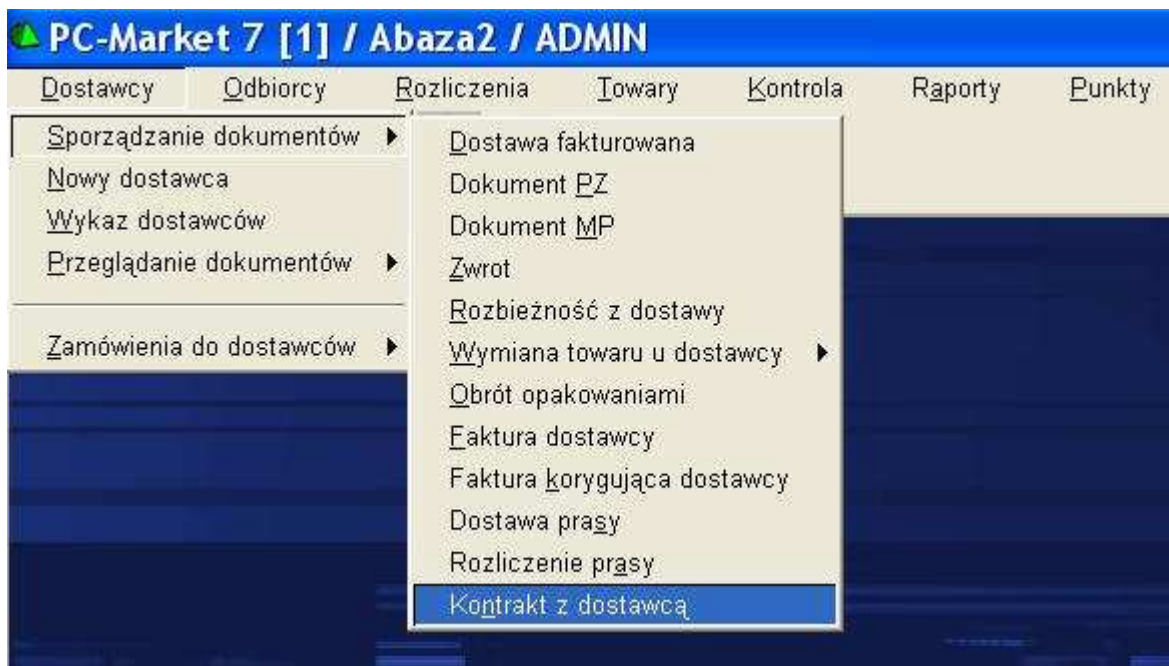 PC-Market 7 [1] / Abaza2 / ADMIN
Dostawcy Odbiorcy Rozliczenia Towary Kontrola Raporty Punkty
Sporządzanie dokumentów
Nowy dostawca
Wykaz dostawców
Przeglądanie dokumentów
Zamówienia do dostawców
Dostawa fakturowana
Dokument PZ
Dokument MP
Zwrot
Rozbieżność z dostawy
Wymiana towaru u dostawcy
Obrót opakowaniami
Faktura dostawcy
Faktura korygująca dostawcy
Dostawa prasy
Rozliczenie prasy
Kontrakt z dostawcą